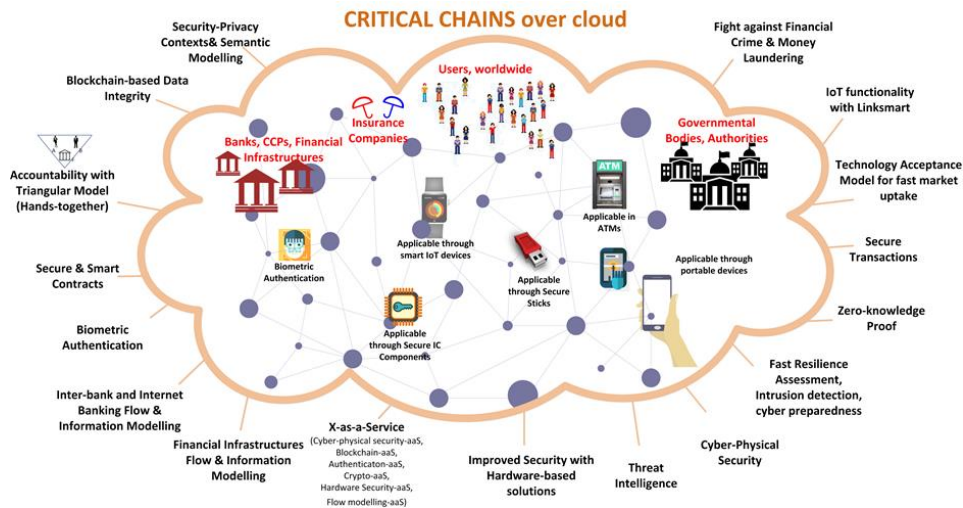 CRITICAL CHAINS over cloud
Security-Privacy
Contexts& Semantic
Modelling
Blockchain-based Data
Integrity
Accountability with
Triangular Model
(Hands-together)
Secure & Smart
Contracts
Biometric
Authentication
Inter-bank and Internet
Banking Flow &
Information Modelling
Financial Infrastructures
Flow & Information
Modelling
X-as-a-Service
(Cyber-physical security-aaS,
Blockchain-aaS,
Authenticaton-aaS,
Crypto-aaS,
Hardware Security-aaS,
Flow modelling-aaS)
Improved Security with
Hardware-based
solutions
Threat
Intelligence
Cyber-Physical
Security
Fast Resilience
Assessment,
Intrusion detection,
cyber preparedness
Zero-knowledge
Proof
Secure
Transactions
Technology Acceptance
Model for fast market
uptake
IoT functionality
with Linksmart
Fight against Financial
Crime & Money
Laundering
Users, worldwide
Insurance
Companies
Banks, CCPs, Financial
Infrastructures
Governmental
Bodies, Authorities
ATM
Applicable in
ATMs
Biometric
Authentication
Applicable through
smart IoT devices
Applicable
through Secure
Sticks
Applicable through
portable devices
Applicable
through Secure IC
Components